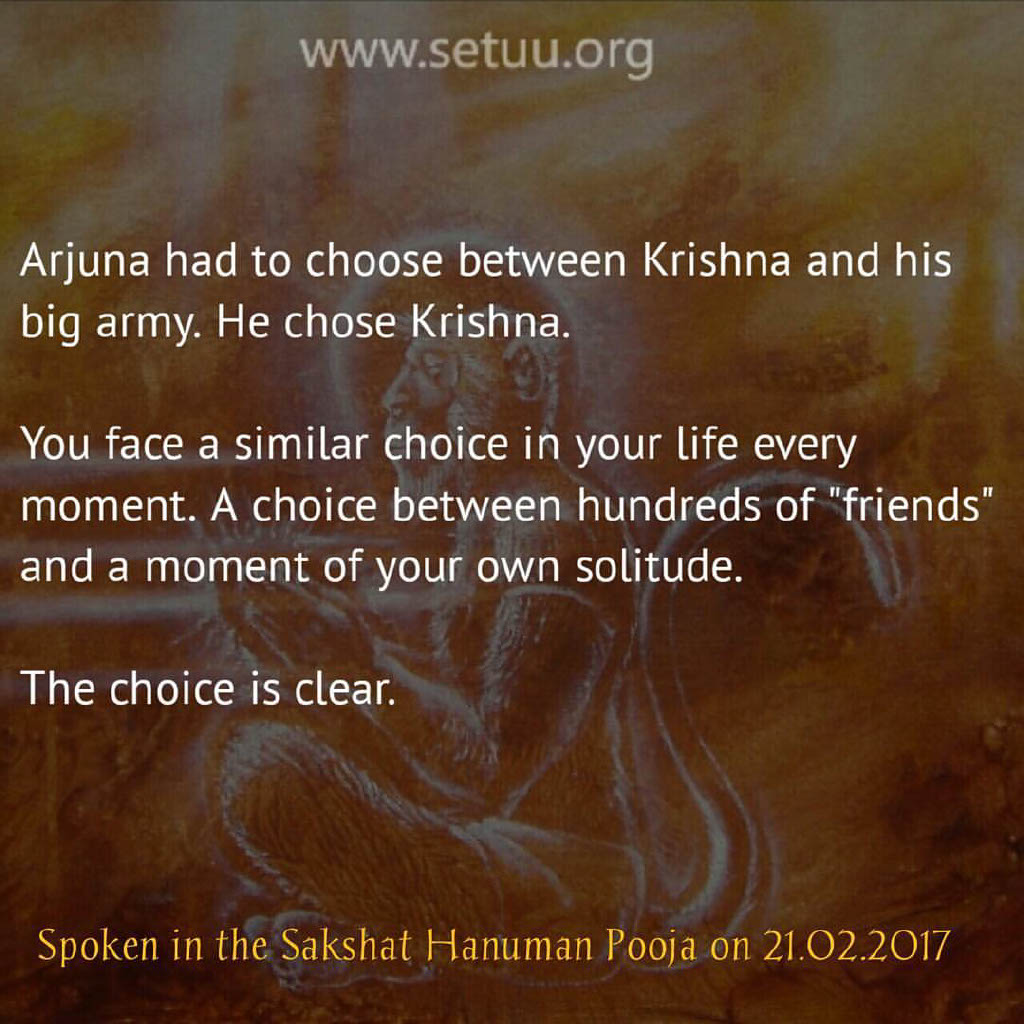 www.setuu.org
Arjuna had to choose between Krishna and his
big army. He chose Krishna.
You face a similar choice in your life every
moment. A choice between hundreds of "friends"
and a moment of your own solitude.
The choice is clear.
Spoken in the Sakshat Hanuman Pooja on 21.02.2017